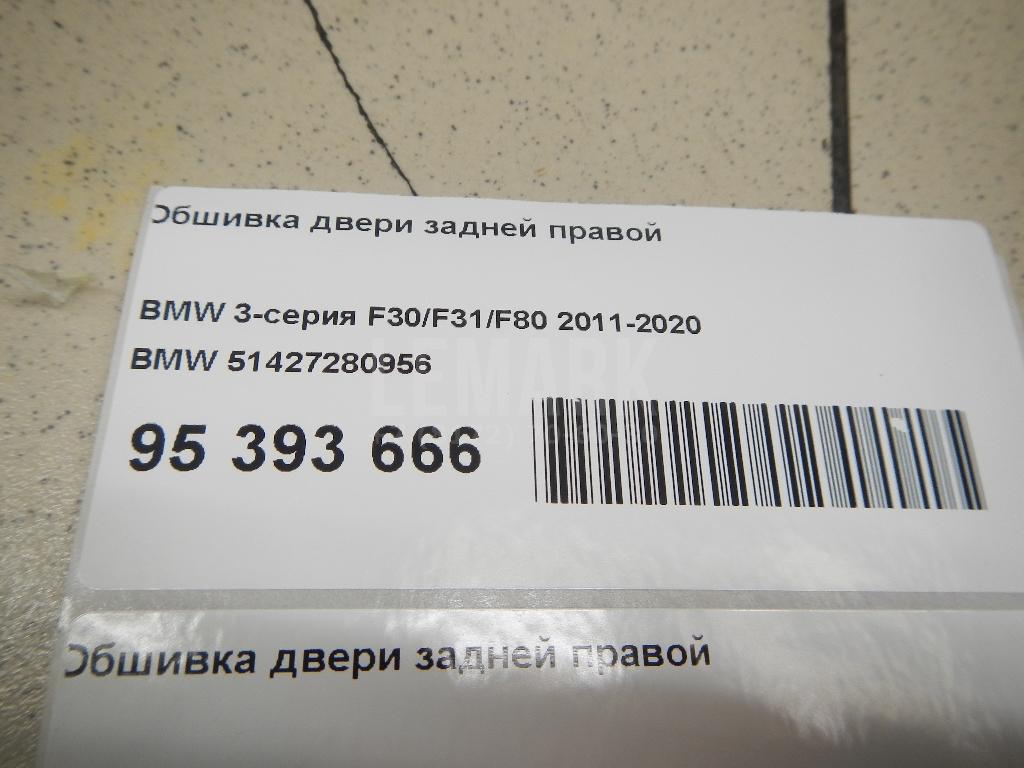 Обшивка двери задней правой
BMW 3-серия F30/F31/F80 2011-2020
BMW 51427280956
LEMARK
95 393 666
Обшивка двери задней правой